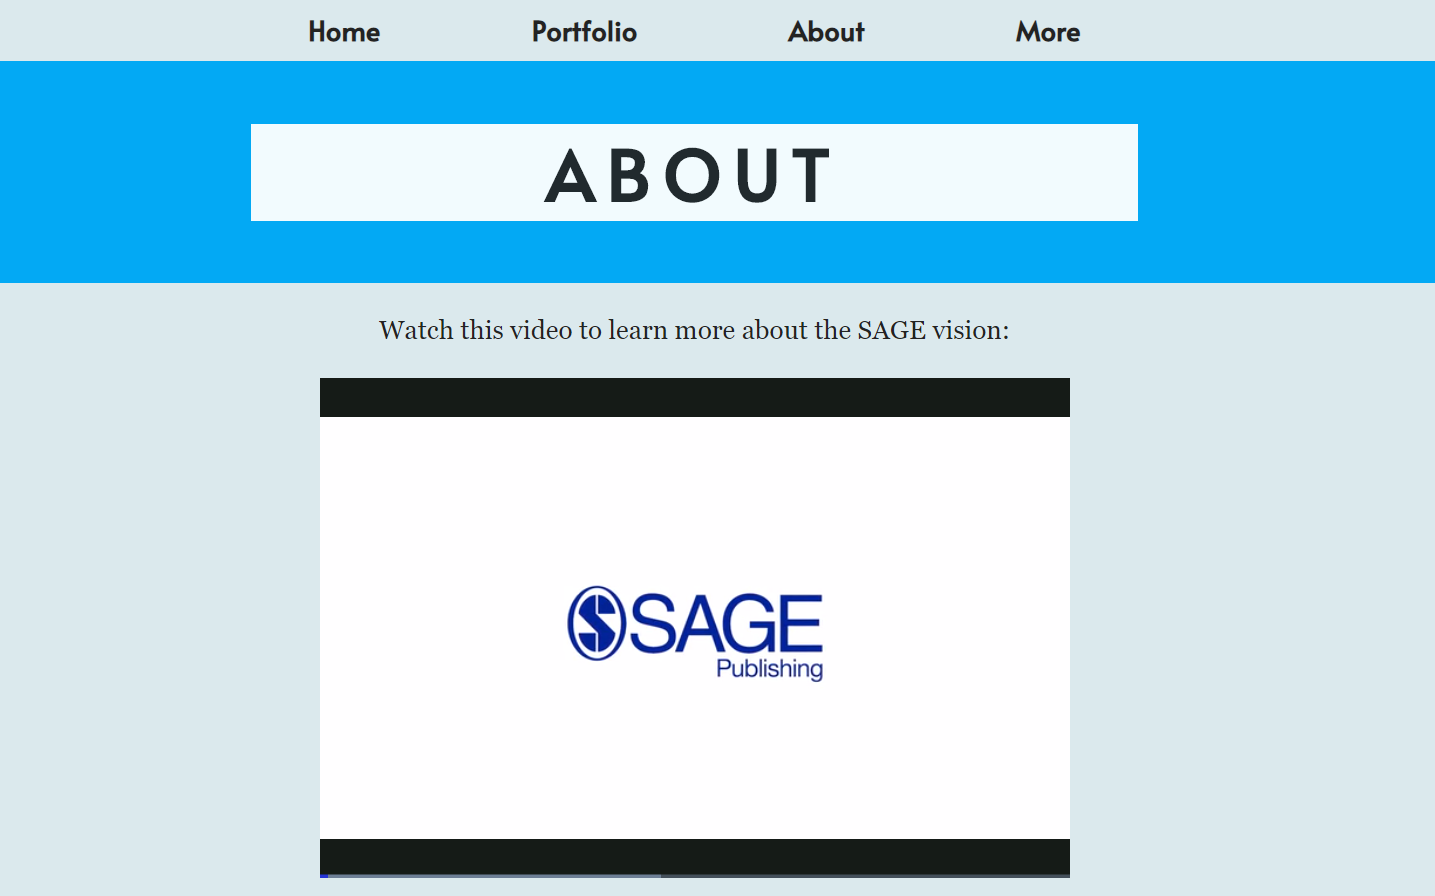 Home Portfolio About More
ABOUT
Watch this video to learn more about the SAGE vision:
SAGE
Publishing